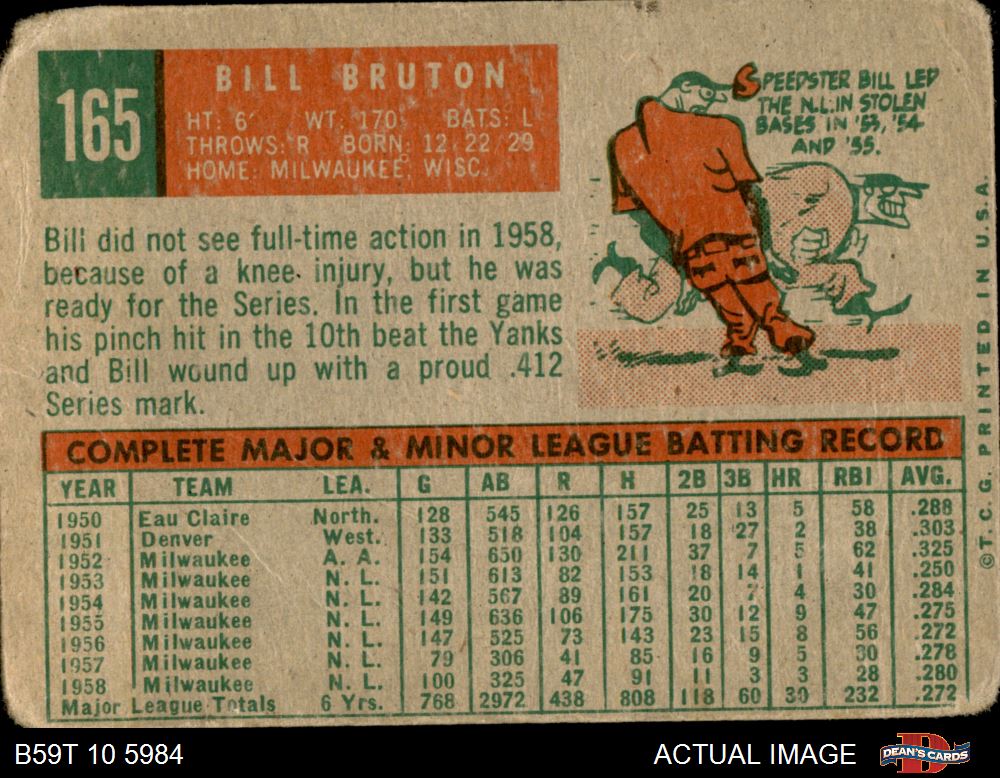 165
BILL BRUTON
HT: 6' WT: 170 BATS: L
THROWS: R BORN: 12 22 29
HOME: MILWAUKEE, WISC.
SPEEDSTER BILL LED
THE N.L. IN STOLEN
BASES IN '53, '54
AND '55.
Bill did not see full-time action in 1958,
because of a knee injury, but he was
ready for the Series. In the first game
his pinch hit in the 10th beat the Yanks
and Bill wound up with a proud .412
Series mark.
COMPLETE MAJOR & MINOR LEAGUE BATTING RECORD
YEAR TEAM LEA. G AB R H 2B 3B HR RBI AVG.
1950 Eau Claire North. 128 545 126 157 25 13 5 58 .288
1951 Denver West. 133 518 104 157 18 27 2 38 .303
1952 Milwaukee A. A. 154 650 130 211 37 7 5 62 .325
1953 Milwaukee N. L. 151 613 82 153 18 14 1 41 .250
1954 Milwaukee N. L. 142 567 89 161 20 7 4 30 .284
1955 Milwaukee N. L. 149 636 106 175 30 12 9 47 .275
1956 Milwaukee N. L. 147 525 73 143 23 15 8 56 .272
1957 Milwaukee N. L. 79 306 41 85 16 9 5 30 .278
1958 Milwaukee N. L. 100 325 47 91 11 3 3 28 .280
Major League Totals 6 Yrs. 768 2972 438 808 118 60 30 232 .272
© T. C. G. PRINTED IN U.S.A.
B59T 10 5984
ACTUAL IMAGE
DEAN'S CARDS